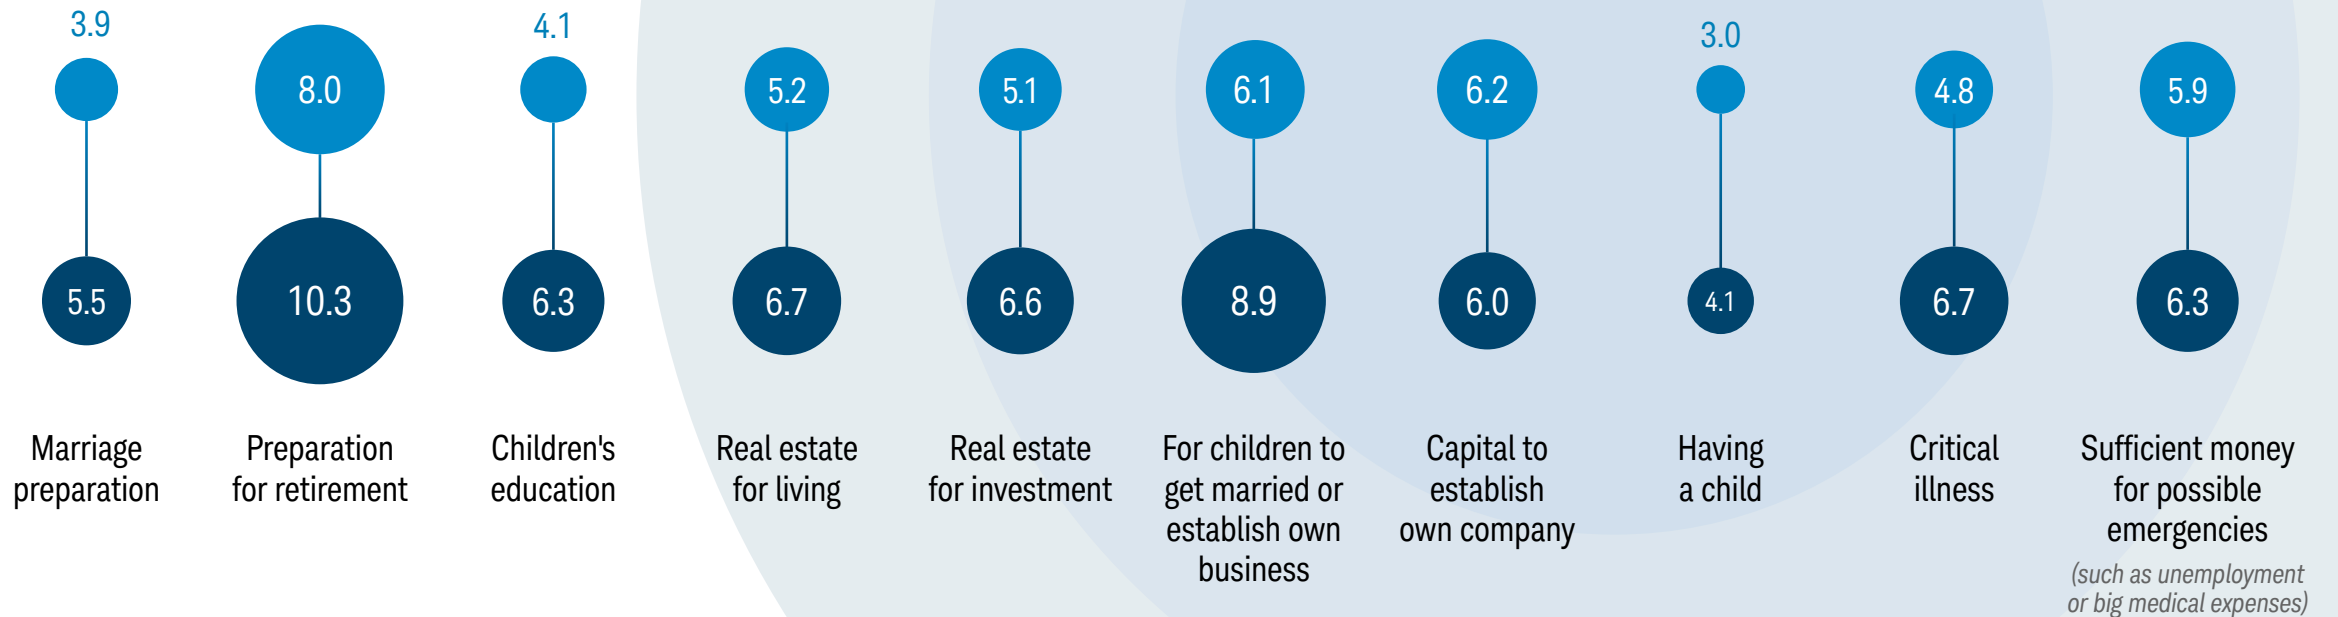 3.9
8.0
4.1
5.2
5.1
6.1
6.2
3.0
4.8
5.9
5.5
10.3
6.3
6.7
6.6
8.9
6.0
4.1
6.7
6.3
Marriage
preparation
Preparation
for retirement
Children's
education
Real estate
for living
Real estate
for investment
For children to
get married or
establish own
business
Capital to
establish
own company
Having
a child
Critical
illness
Sufficient money
for possible
emergencies
(such as unemployment
or big medical expenses)